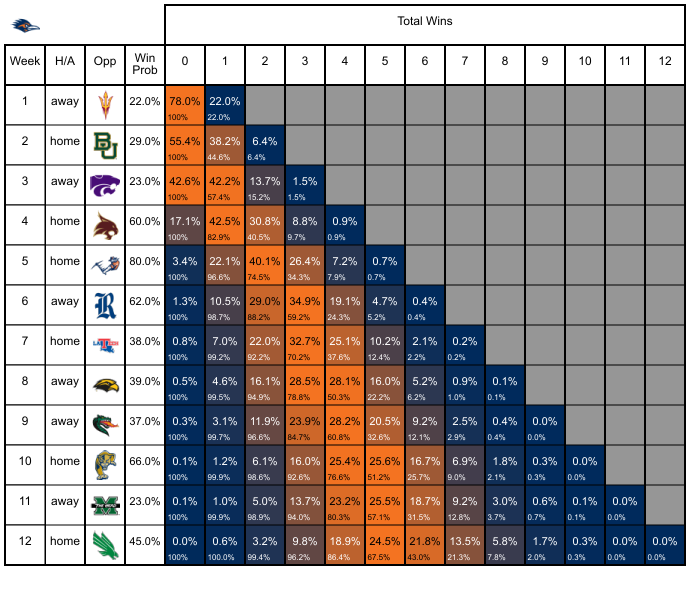 Total Wins
Week H/A Opp Win Prob 0 1 2 3 4 5 6 7 8 9 10 11 12
1 away 22.0% 78.0% 22.0%
100% 22.0%
2 home BU 29.0% 55.4% 38.2% 6.4%
100% 44.6% 6.4%
3 away 23.0% 42.6% 42.2% 13.7% 1.5%
100% 57.4% 15.2% 1.5%
4 home 60.0% 17.1% 42.5% 30.8% 8.8% 0.9%
100% 82.9% 40.5% 9.7% 0.9%
5 home 80.0% 3.4% 22.1% 40.1% 26.4% 7.2% 0.7%
100% 96.6% 74.5% 34.3% 7.9% 0.7%
6 away R 62.0% 1.3% 10.5% 29.0% 34.9% 19.1% 4.7% 0.4%
100% 98.7% 88.2% 59.2% 24.3% 5.2% 0.4%
7 home LA TECH 38.0% 0.8% 7.0% 22.0% 32.7% 25.1% 10.2% 2.1% 0.2%
100% 99.2% 92.2% 70.2% 37.6% 12.4% 2.2% 0.2%
8 away 39.0% 0.5% 4.6% 16.1% 28.5% 28.1% 16.0% 5.2% 0.9% 0.1%
100% 99.5% 94.9% 78.8% 50.3% 22.2% 6.2% 1.0% 0.1%
9 away 37.0% 0.3% 3.1% 11.9% 23.9% 28.2% 20.5% 9.2% 2.5% 0.4% 0.0%
100% 99.7% 96.6% 84.7% 60.8% 32.6% 12.1% 2.9% 0.4% 0.0%
10 home 66.0% 0.1% 1.2% 6.1% 16.0% 25.4% 25.6% 16.7% 6.9% 1.8% 0.3% 0.0%
100% 99.9% 98.6% 92.6% 76.6% 51.2% 25.7% 9.0% 2.1% 0.3% 0.0%
11 away M THE HERD 23.0% 0.1% 1.0% 5.0% 13.7% 23.2% 25.5% 18.7% 9.2% 3.0% 0.6% 0.1% 0.0%
100% 99.9% 98.9% 94.0% 80.3% 57.1% 31.5% 12.8% 3.7% 0.7% 0.1% 0.0%
12 home 45.0% 0.0% 0.6% 3.2% 9.8% 18.9% 24.5% 21.8% 13.5% 5.8% 1.7% 0.3% 0.0% 0.0%
100% 100.0% 99.4% 96.2% 86.4% 67.5% 43.0% 21.3% 7.8% 2.0% 0.3% 0.0% 0.0%